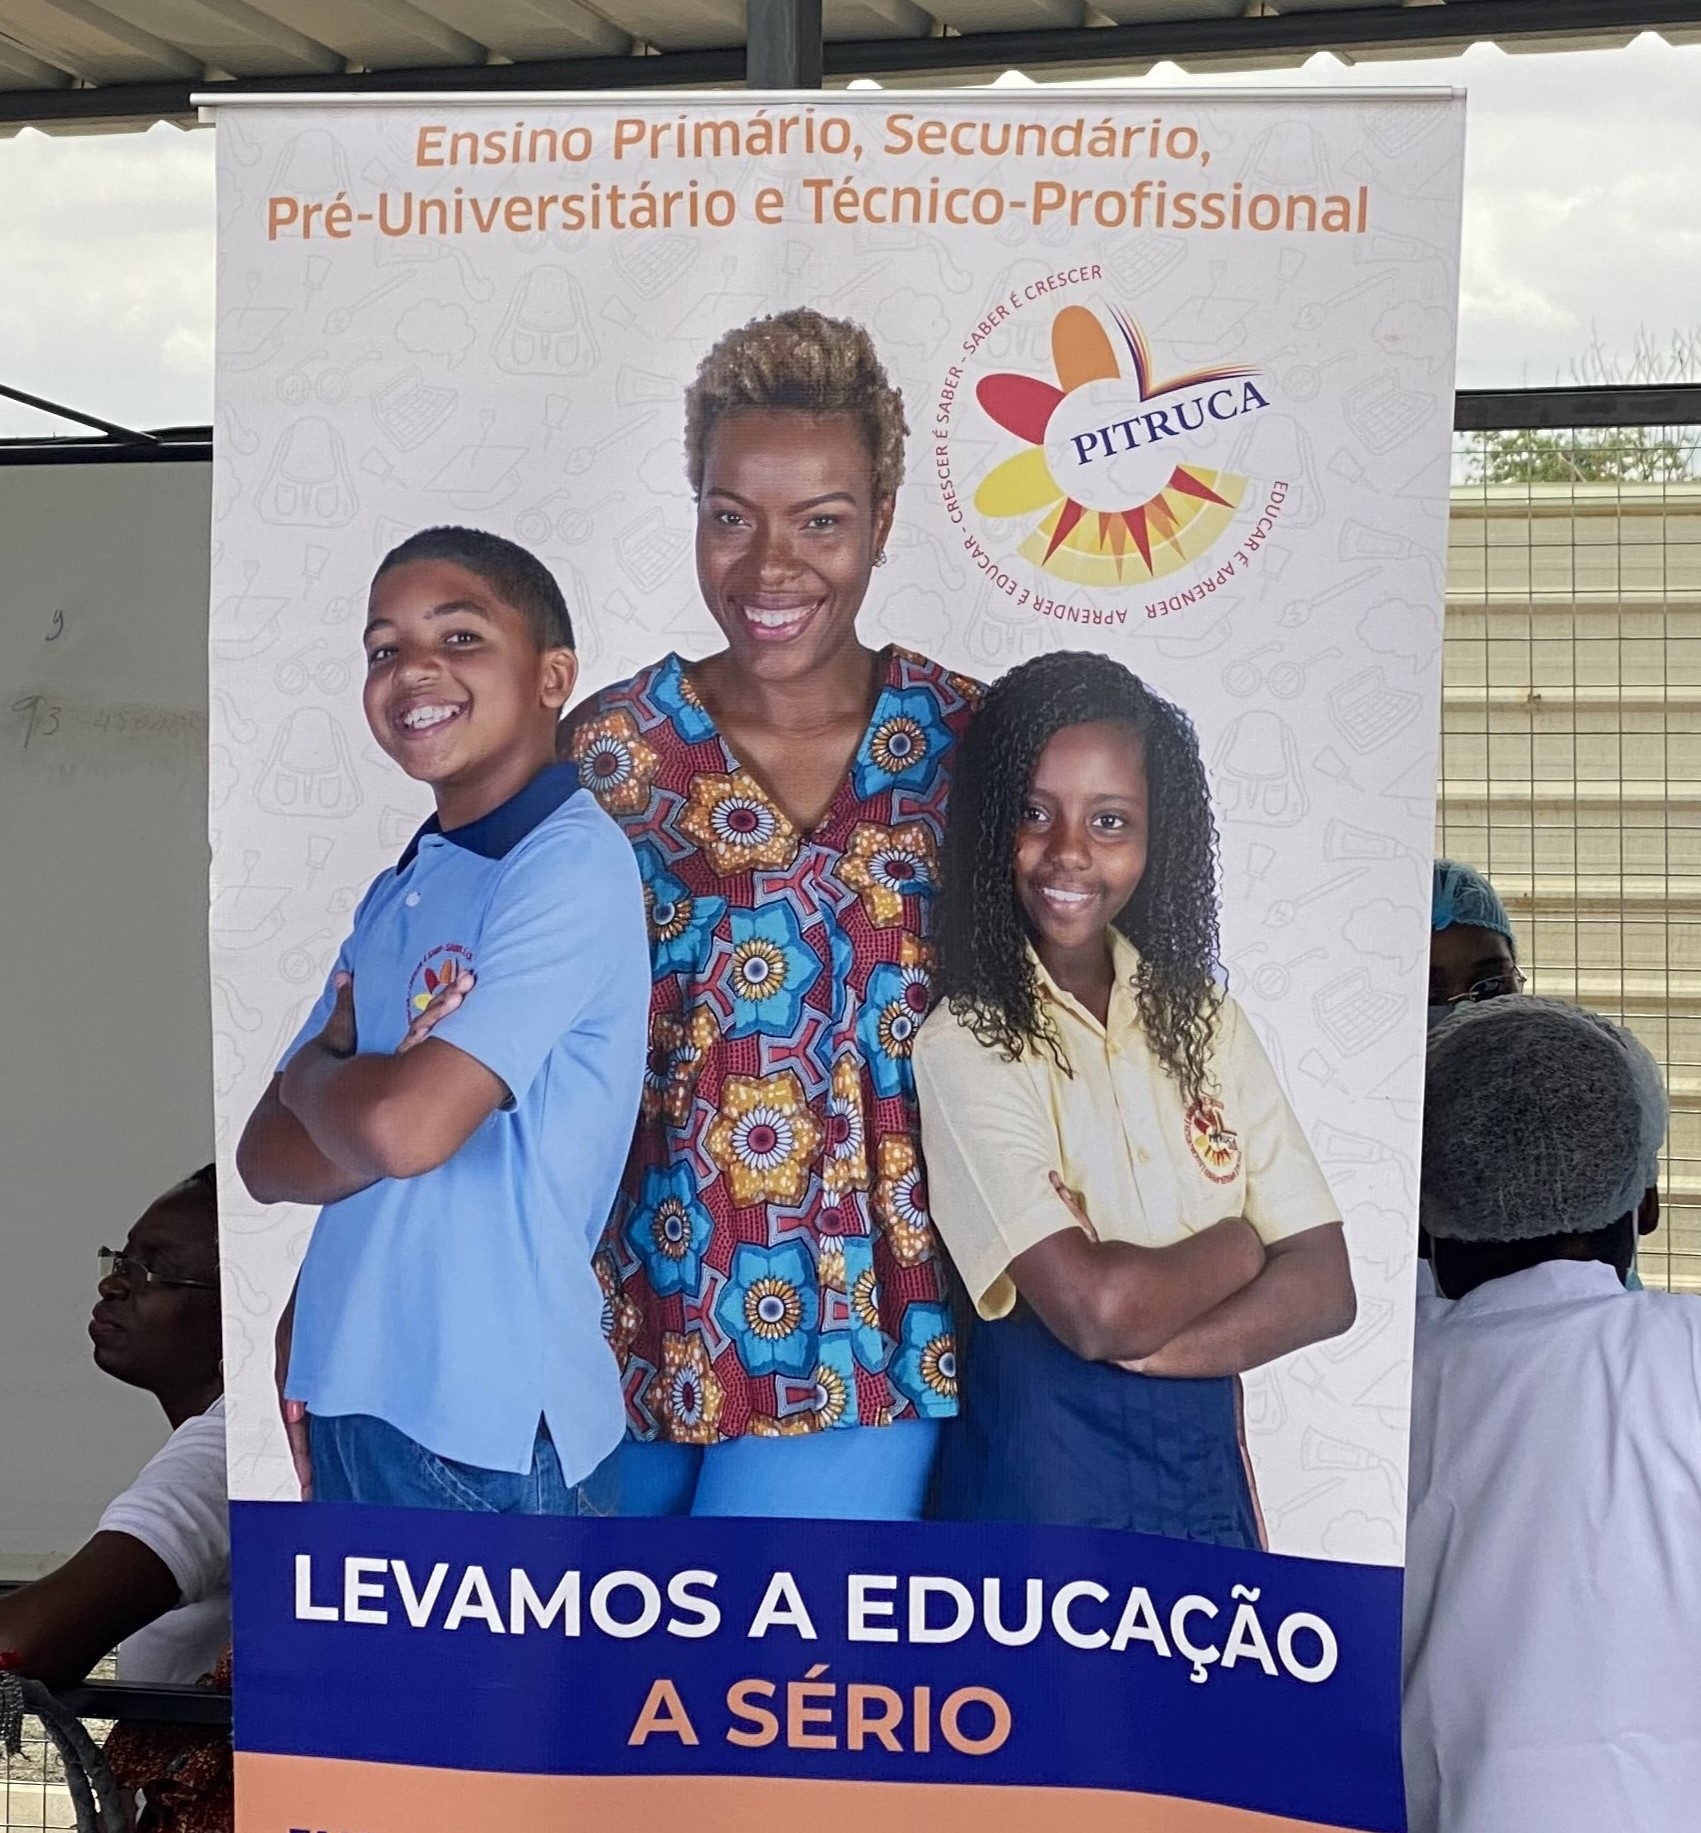 Ensino Primário, Secundário,
Pré-Universitário e Técnico-Profissional
APRENDER É EDUCAR - CRESCER É SABER - SABER É CRESCER
PITRUCA
EDUCAR É APRENDER
PITRUCA
LEVAMOS A EDUCAÇÃO
A SÉRIO